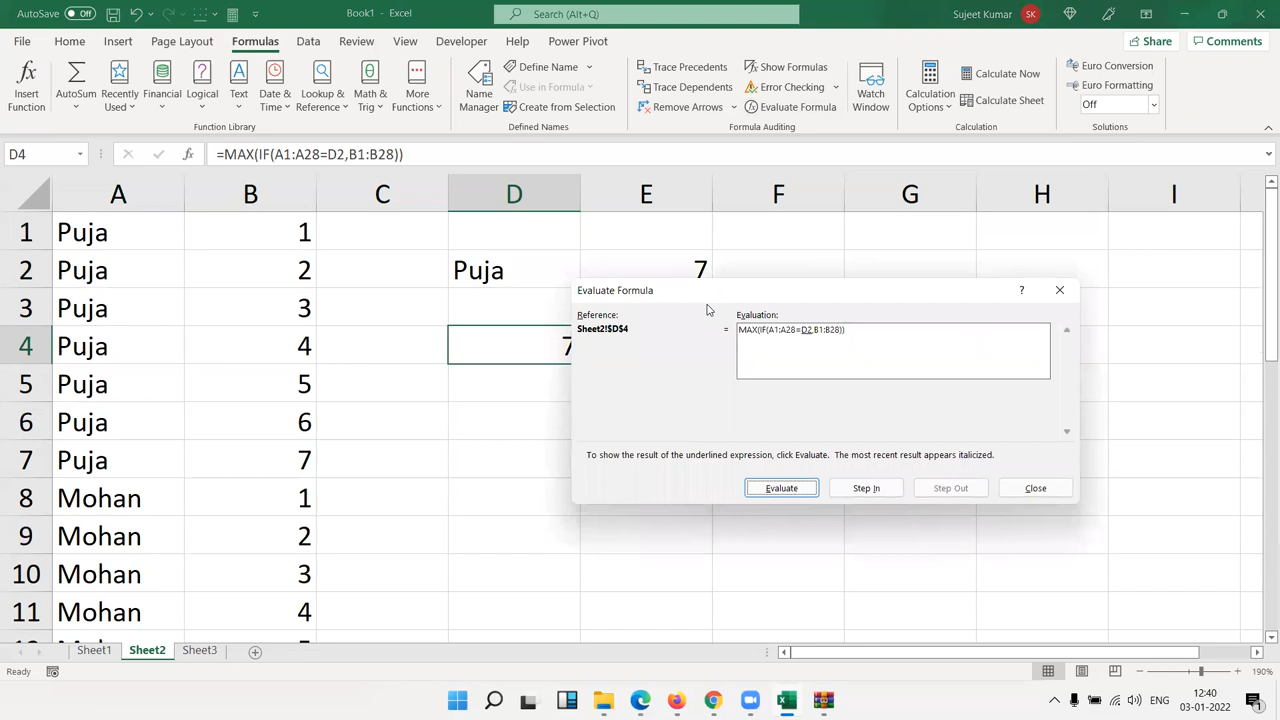 AutoSave Off Book1 - Excel Search (Alt+Q) Sujeet Kumar SK
File Home Insert Page Layout Formulas Data Review View Developer Help Power Pivot Share Comments
Insert Function
AutoSum
Recently Used
Financial
Logical
Text
Date & Time
Lookup & Reference
Math & Trig
More Functions
Function Library
Name Manager
Define Name
Use in Formula
Create from Selection
Defined Names
Trace Precedents
Trace Dependents
Remove Arrows
Show Formulas
Error Checking
Evaluate Formula
Formula Auditing
Watch Window
Calculation Options
Calculate Now
Calculate Sheet
Calculation
Euro Conversion
Euro Formatting
Off
Solutions
D4 fx =MAX(IF(A1:A28=D2,B1:B28))
A B C D E F G H I
1 Puja 1
2 Puja 2 Puja 7
3 Puja 3
4 Puja 4 7
5 Puja 5
6 Puja 6
7 Puja 7
8 Mohan 1
9 Mohan 2
10 Mohan 3
11 Mohan 4
Evaluate Formula ?
Reference: Evaluation:
Sheet2!$D$4 = MAX(IF(A1:A28=D2,B1:B28))
To show the result of the underlined expression, click Evaluate. The most recent result appears italicized.
Evaluate Step In Step Out Close
Sheet1 Sheet2 Sheet3
Ready 190%
ENG 12:40
03-01-2022 1